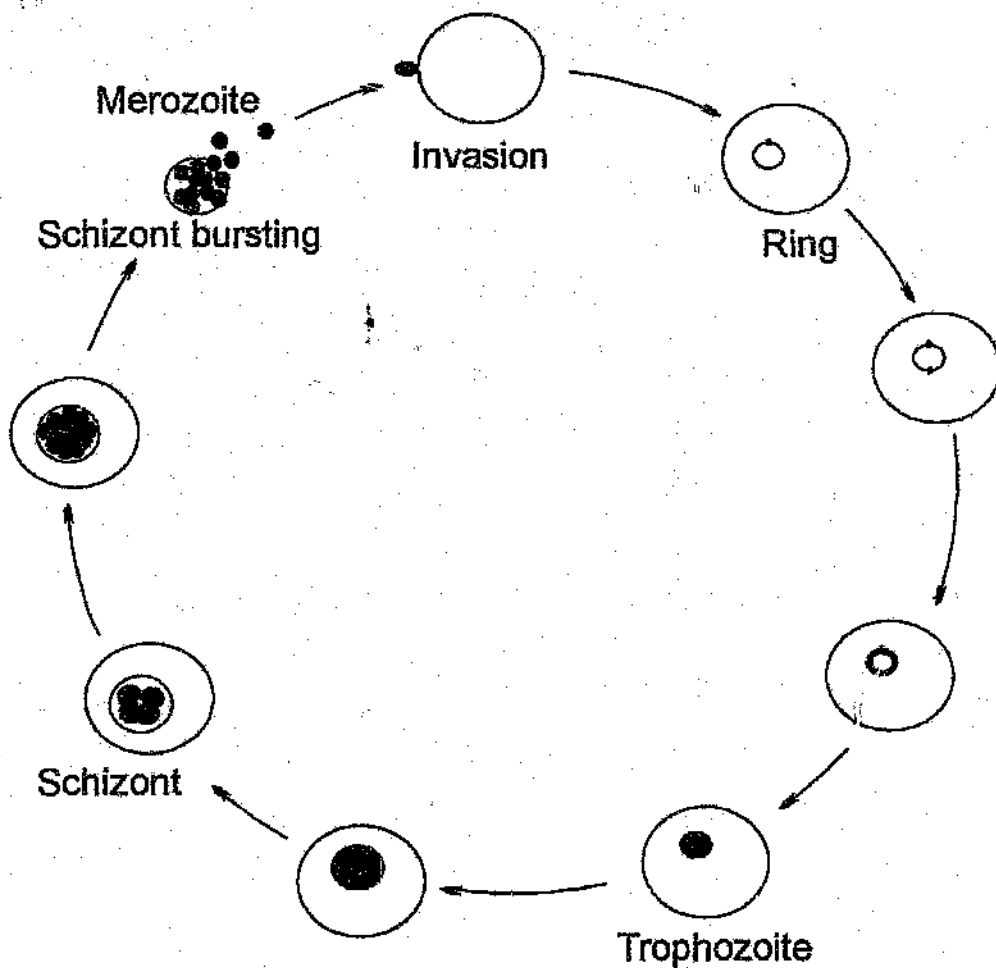 Merozoite
Invasion
Schizont bursting
Ring
Schizont
Trophozoite